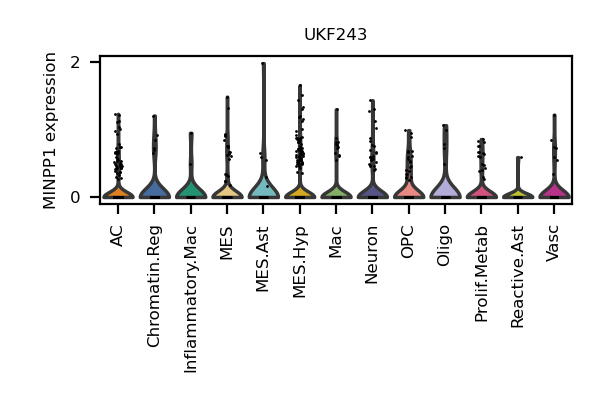 UKF243
MINPP1 expression
2
0
AC
Chromatin.Reg
Inflammatory.Mac
MES
MES.Ast
MES.Hyp
Mac
Neuron
OPC
Oligo
Prolif.Metab
Reactive.Ast
Vasc